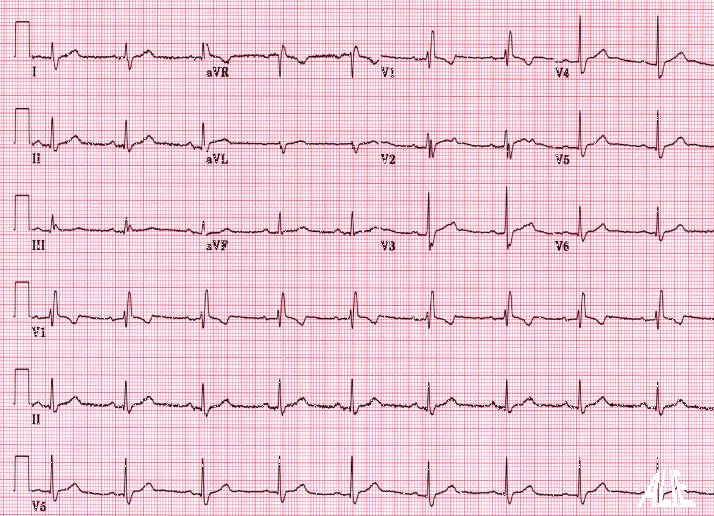 I aVR V1 V4
II aVL V2 V5
III aVF V3 V6
V1
II
V5